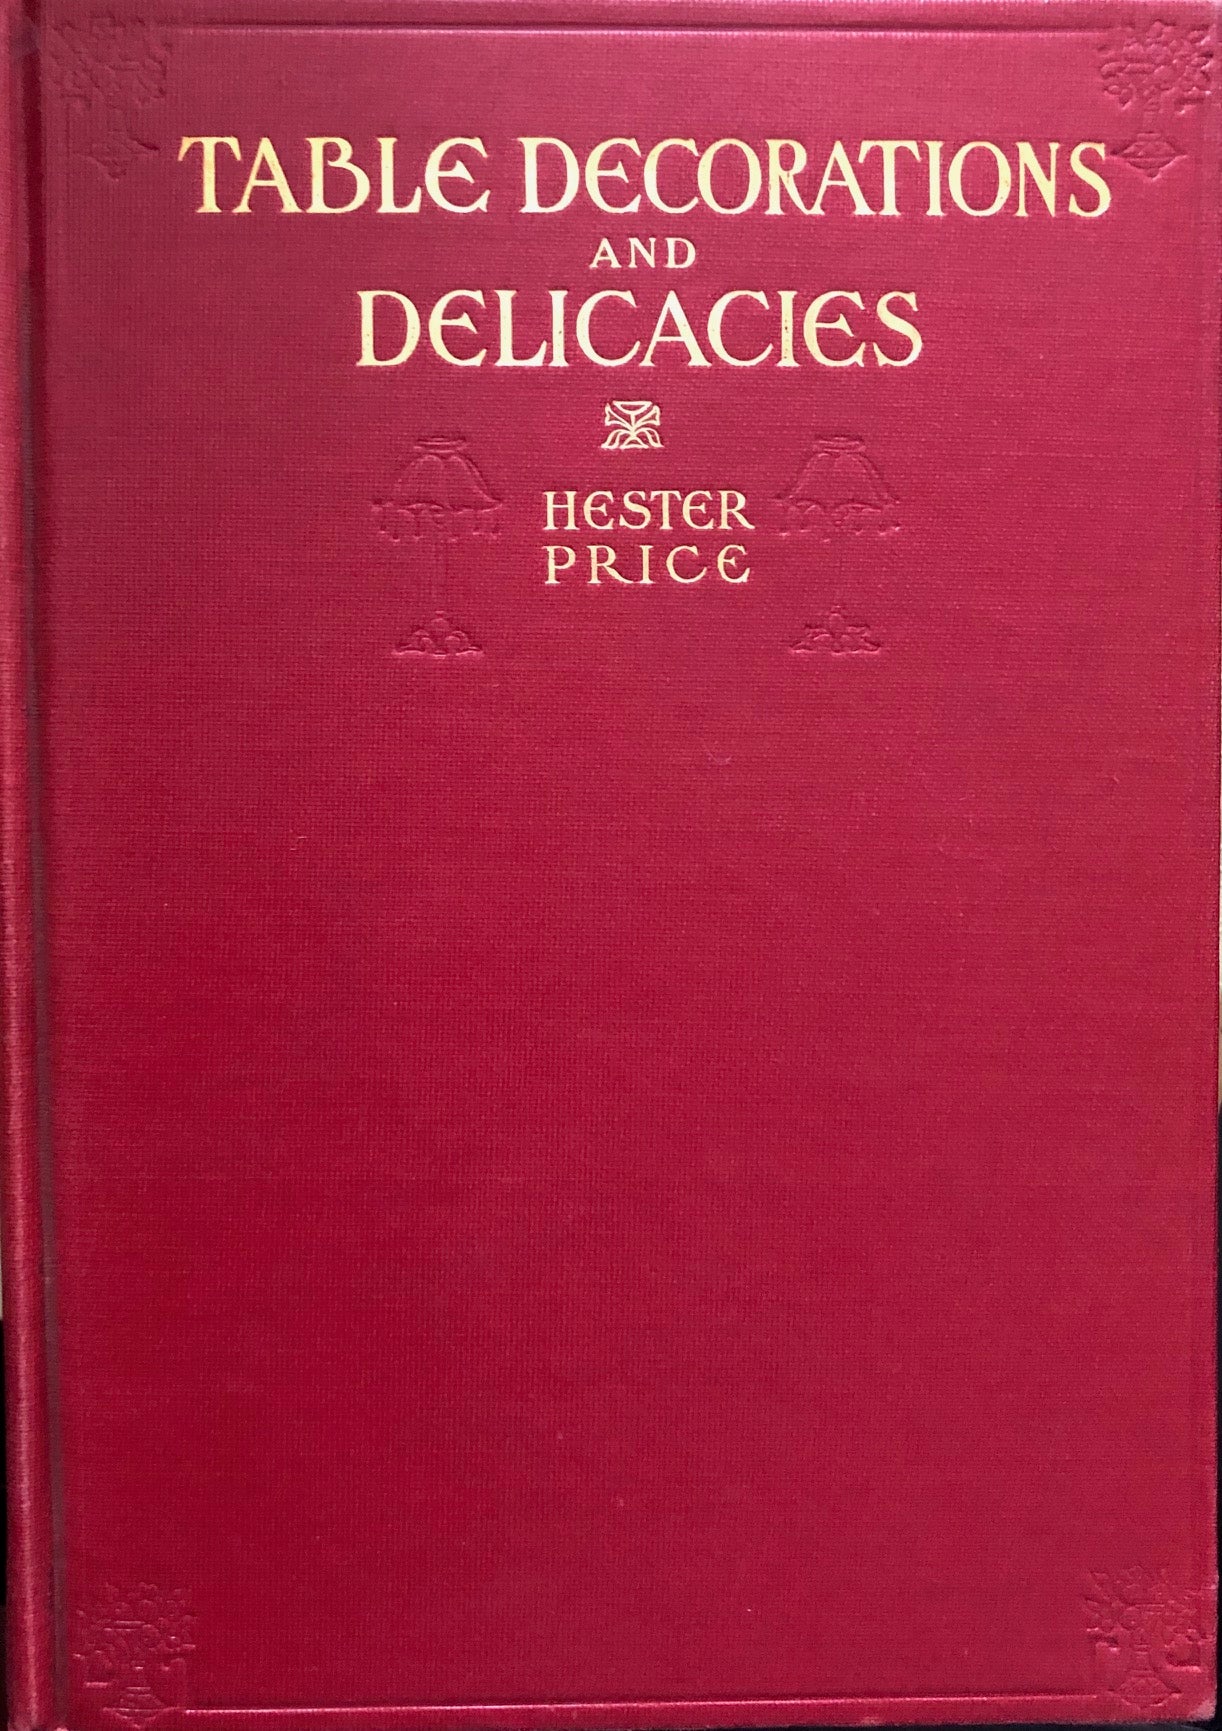 TABLE DECORATIONS
AND
DELICACIES
HESTER
PRICE